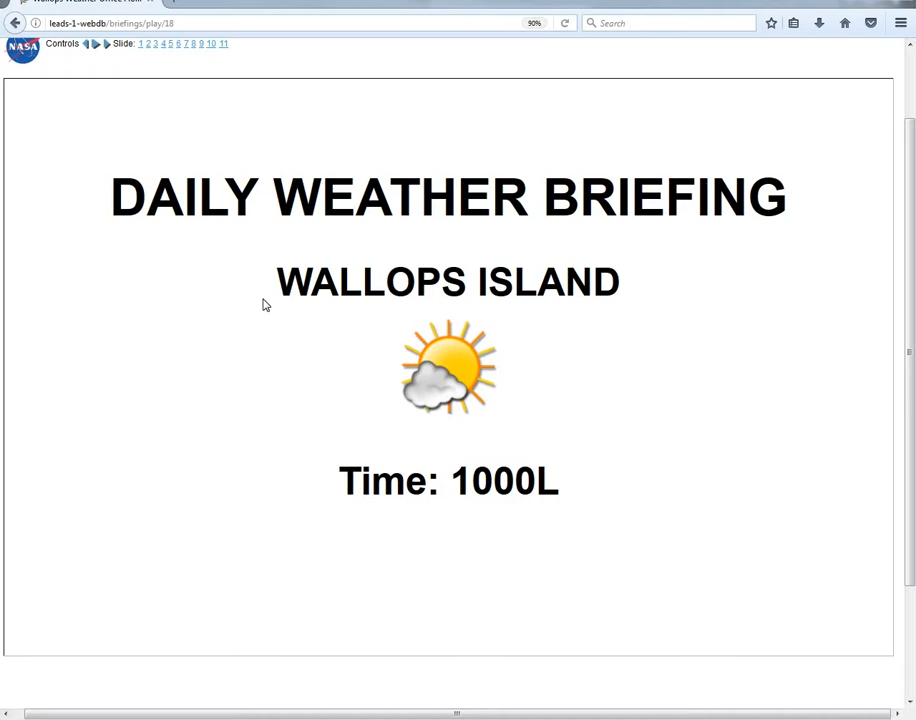 leads-1-webdb/briefings/play/18
90%
Search
NASA
Controls
Slide: 1 2 3 4 5 6 7 8 9 10 11
DAILY WEATHER BRIEFING
WALLOPS ISLAND
Time: 1000L